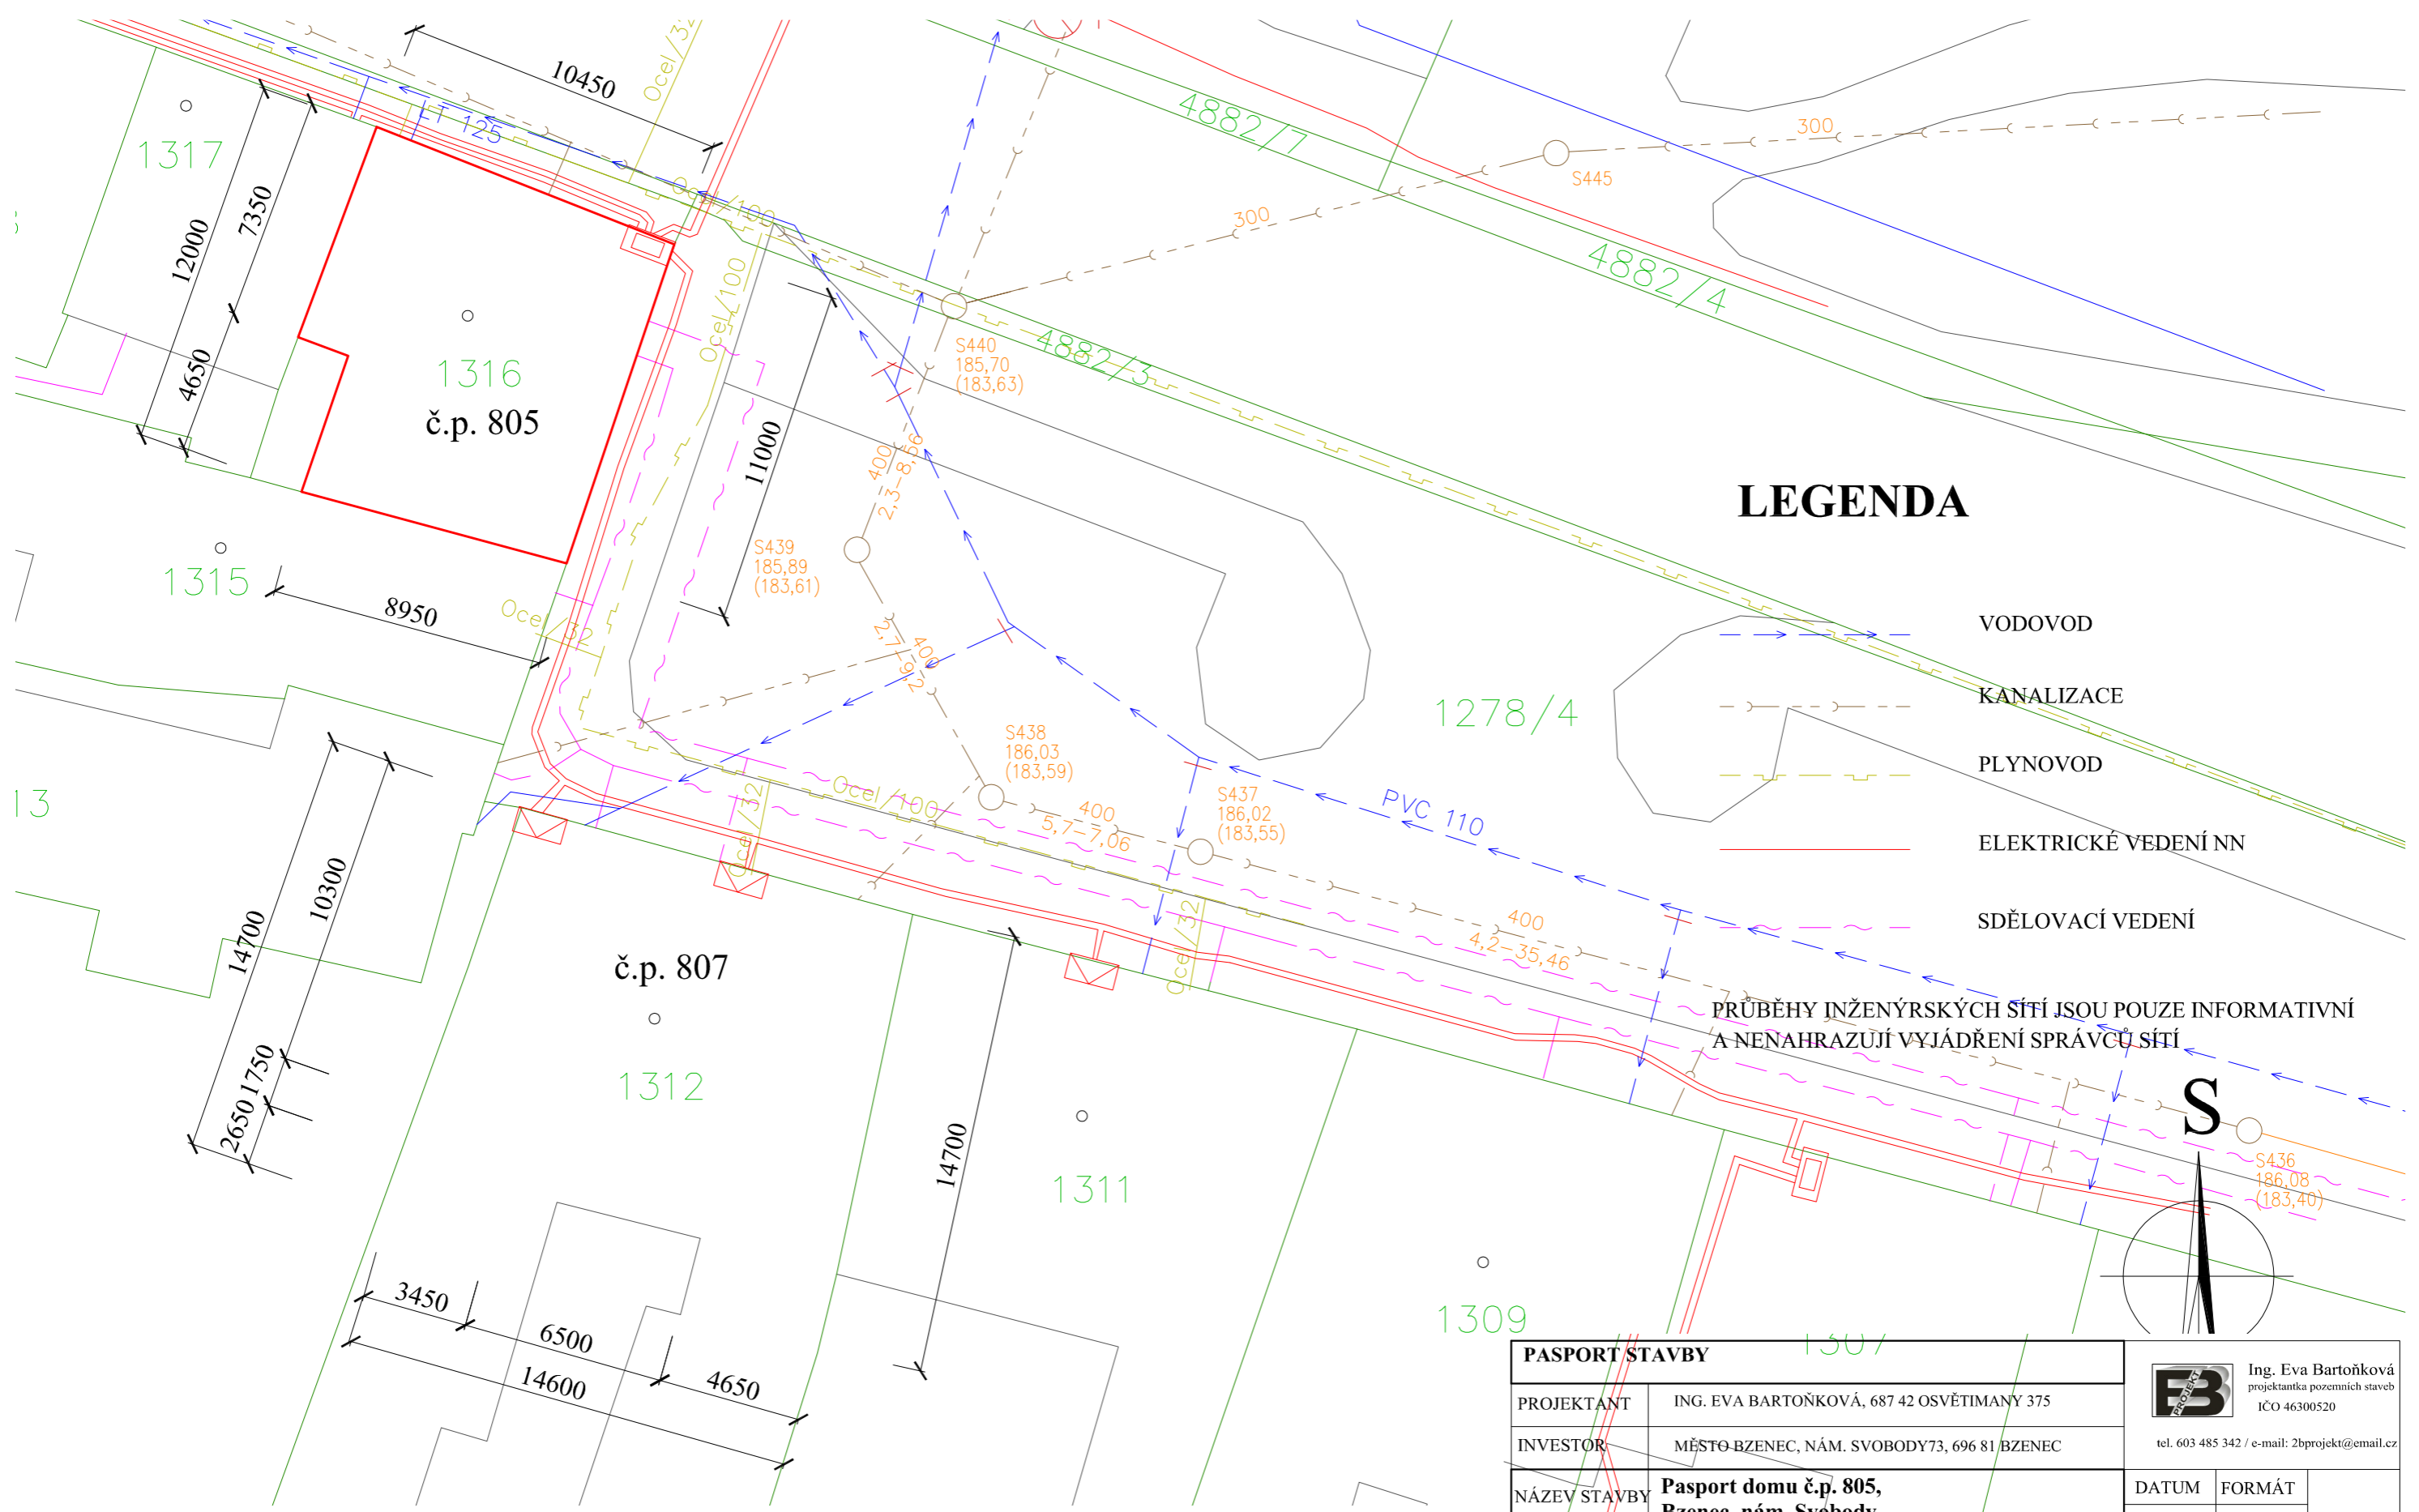 10450
Ocel/32
LT 125
4882/7
300
S445
1317
12000
7350
4650
Ocel/100
300
4882/4
Ocel/100
1316
č.p. 805
S440
185,70
(183,63)
4882/3
11000
400
2,3-8,56
LEGENDA
S439
185,89
(183,61)
1315
8950
Ocel/32
VODOVOD
400
2,7-9,2
KANALIZACE
1278/4
S438
186,03
(183,59)
PLYNOVOD
13
Ocel/100
Ocel/32
400
5,7-7,06
S437
186,02
(183,55)
PVC 110
ELEKTRICKÉ VEDENÍ NN
SDĚLOVACÍ VEDENÍ
14700
10300
č.p. 807
Ocel/32
400
4,2-35,46
PRŮBĚHY INŽENÝRSKÝCH SÍTÍ JSOU POUZE INFORMATIVNÍ
A NENAHRAZUJÍ VYJÁDŘENÍ SPRÁVCŮ SÍTÍ
1750
2650
1312
S
14700
1311
S436
186,08
(183,40)
3450
6500
4650
14600
1309
1307
PASPORT STAVBY
PROJEKTANT
ING. EVA BARTOŇKOVÁ, 687 42 OSVĚTIMANY 375
INVESTOR
MĚSTO BZENEC, NÁM. SVOBODY73, 696 81 BZENEC
NÁZEV STAVBY
Pasport domu č.p. 805,
Bzenec, nám. Svobody
EB
PROJEKT
Ing. Eva Bartoňková
projektantka pozemních staveb
IČO 46300520
tel. 603 485 342 / e-mail: 2bprojekt@email.cz
DATUM
FORMÁT